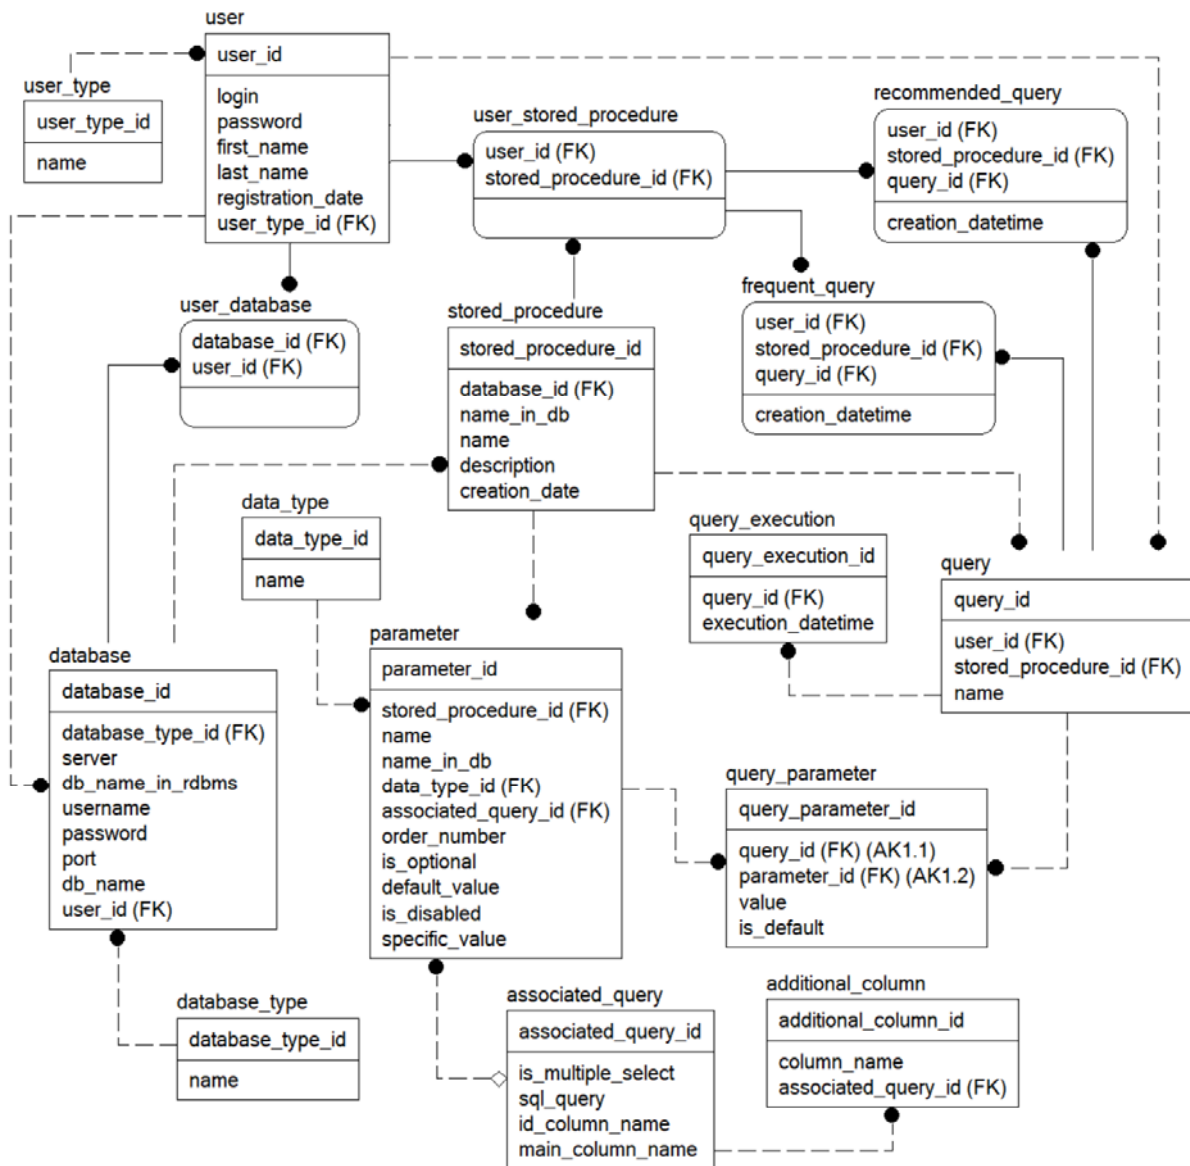 user
user_id
login
password
first_name
last_name
registration_date
user_type_id (FK)
user_type
user_type_id
name
user_stored_procedure
user_id (FK)
stored_procedure_id (FK)
recommended_query
user_id (FK)
stored_procedure_id (FK)
query_id (FK)
creation_datetime
user_database
database_id (FK)
user_id (FK)
stored_procedure
stored_procedure_id
database_id (FK)
name_in_db
name
description
creation_date
frequent_query
user_id (FK)
stored_procedure_id (FK)
query_id (FK)
creation_datetime
data_type
data_type_id
name
query_execution
query_execution_id
query_id (FK)
execution_datetime
query
query_id
user_id (FK)
stored_procedure_id (FK)
name
database
database_id
database_type_id (FK)
server
db_name_in_rdbms
username
password
port
db_name
user_id (FK)
parameter
parameter_id
stored_procedure_id (FK)
name
name_in_db
data_type_id (FK)
associated_query_id (FK)
order_number
is_optional
default_value
is_disabled
specific_value
query_parameter
query_parameter_id
query_id (FK) (AK1.1)
parameter_id (FK) (AK1.2)
value
is_default
database_type
database_type_id
name
associated_query
associated_query_id
is_multiple_select
sql_query
id_column_name
main_column_name
additional_column
additional_column_id
column_name
associated_query_id (FK)